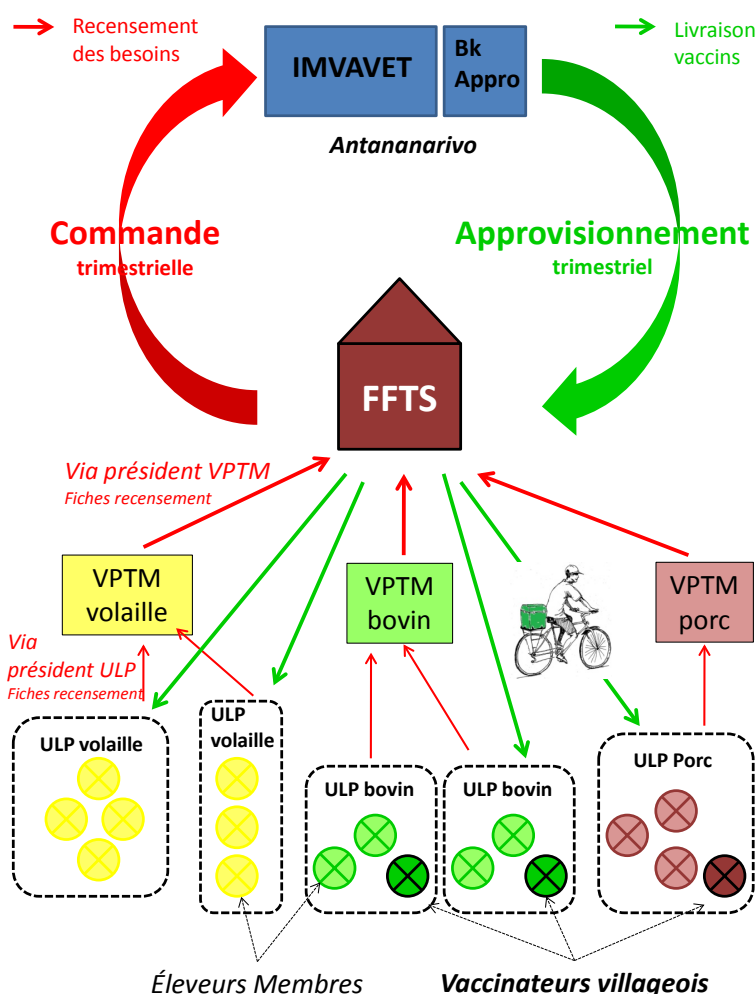 Recensement
des besoins
Livraison
vaccins
IMVAVET
Bk
Appro
Antananarivo
Commande
trimestrielle
Approvisionnement
trimestriel
FFTS
Via président VPTM
Fiches recensement
VPTM
volaille
VPTM
bovin
VPTM
porc
Via
président ULP
Fiches recensement
ULP volaille
ULP
volaille
ULP bovin
ULP bovin
ULP Porc
Éleveurs Membres
Vaccinateurs villageois